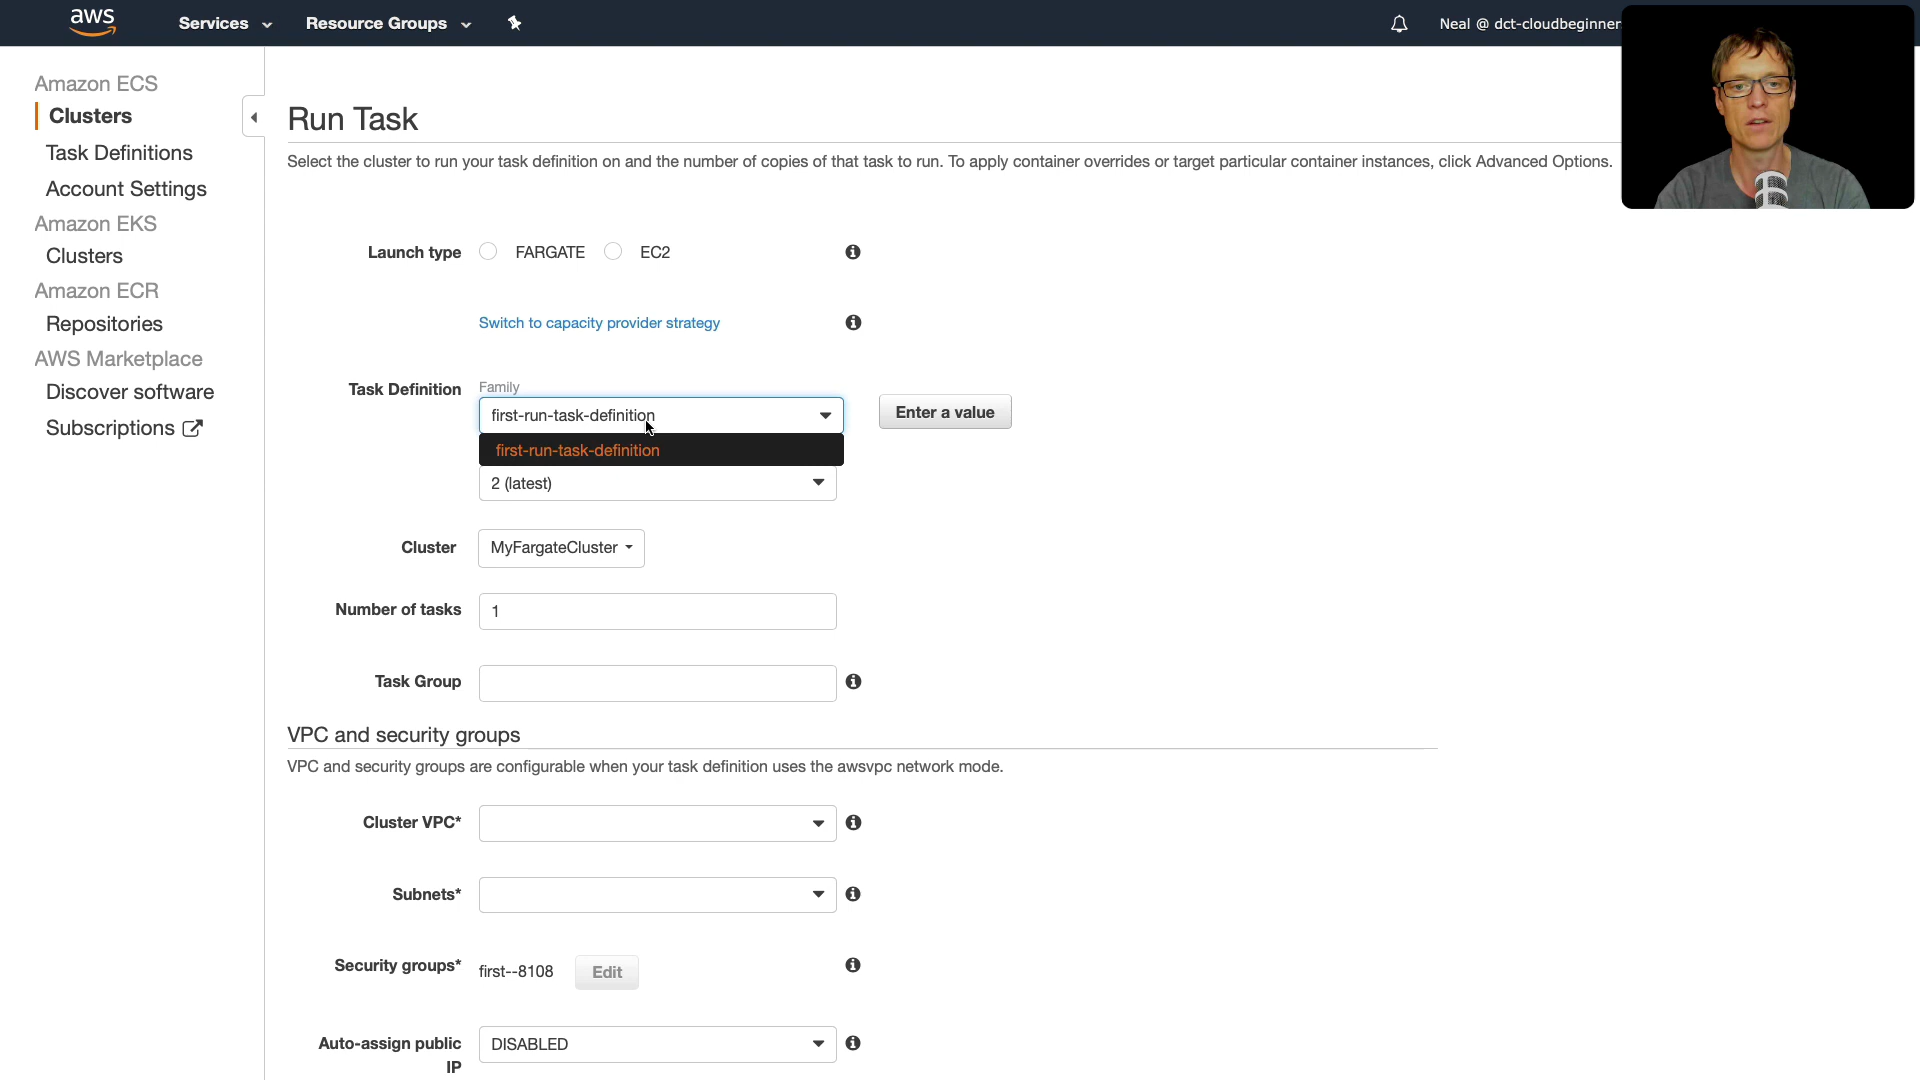 aws Services Resource Groups Neal @ dct-cloudbeginner
Amazon ECS
Clusters
Task Definitions
Account Settings
Amazon EKS
Clusters
Amazon ECR
Repositories
AWS Marketplace
Discover software
Subscriptions
Run Task
Select the cluster to run your task definition on and the number of copies of that task to run. To apply container overrides or target particular container instances, click Advanced Options.
Launch type FARGATE EC2
Switch to capacity provider strategy
Task Definition Family
first-run-task-definition Enter a value
first-run-task-definition
2 (latest)
Cluster MyFargateCluster
Number of tasks 1
Task Group
VPC and security groups
VPC and security groups are configurable when your task definition uses the awsvpc network mode.
Cluster VPC*
Subnets*
Security groups* first--8108 Edit
Auto-assign public DISABLED
IP